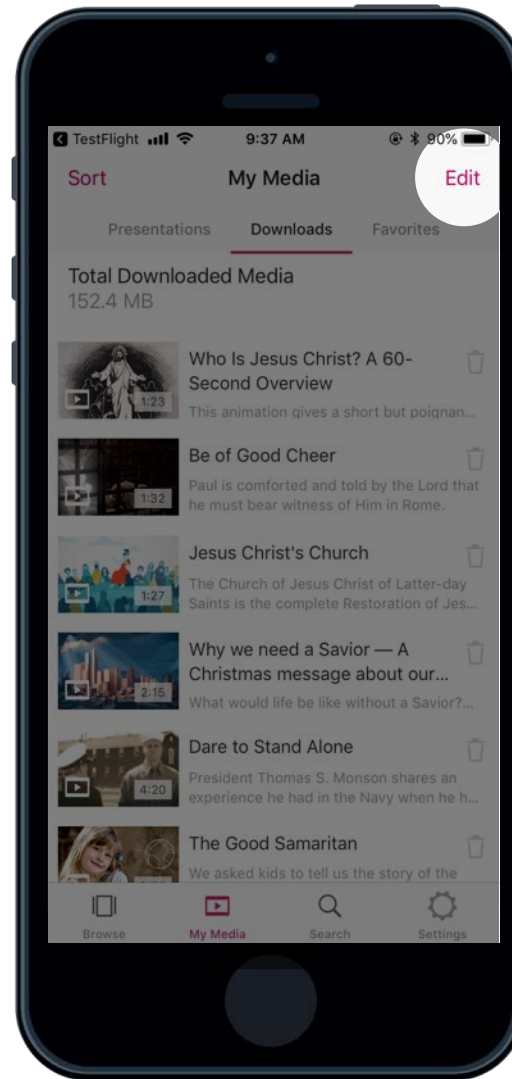 TestFlight 9:37 AM 90%
Sort My Media Edit
Presentations Downloads Favorites
Total Downloaded Media
152.4 MB
Who Is Jesus Christ? A 60-
Second Overview
1:23
This animation gives a short but poignan...
Be of Good Cheer
Paul is comforted and told by the Lord that
1:32
he must bear witness of Him in Rome.
Jesus Christ's Church
The Church of Jesus Christ of Latter-day
1:27
Saints is the complete Restoration of Jes...
Why we need a Savior — A
Christmas message about our...
2:15
What would life be like without a Savior?...
Dare to Stand Alone
President Thomas S. Monson shares an
4:20
experience he had in the Navy when he h...
The Good Samaritan
We asked kids to tell us the story of the
Browse My Media Search Settings